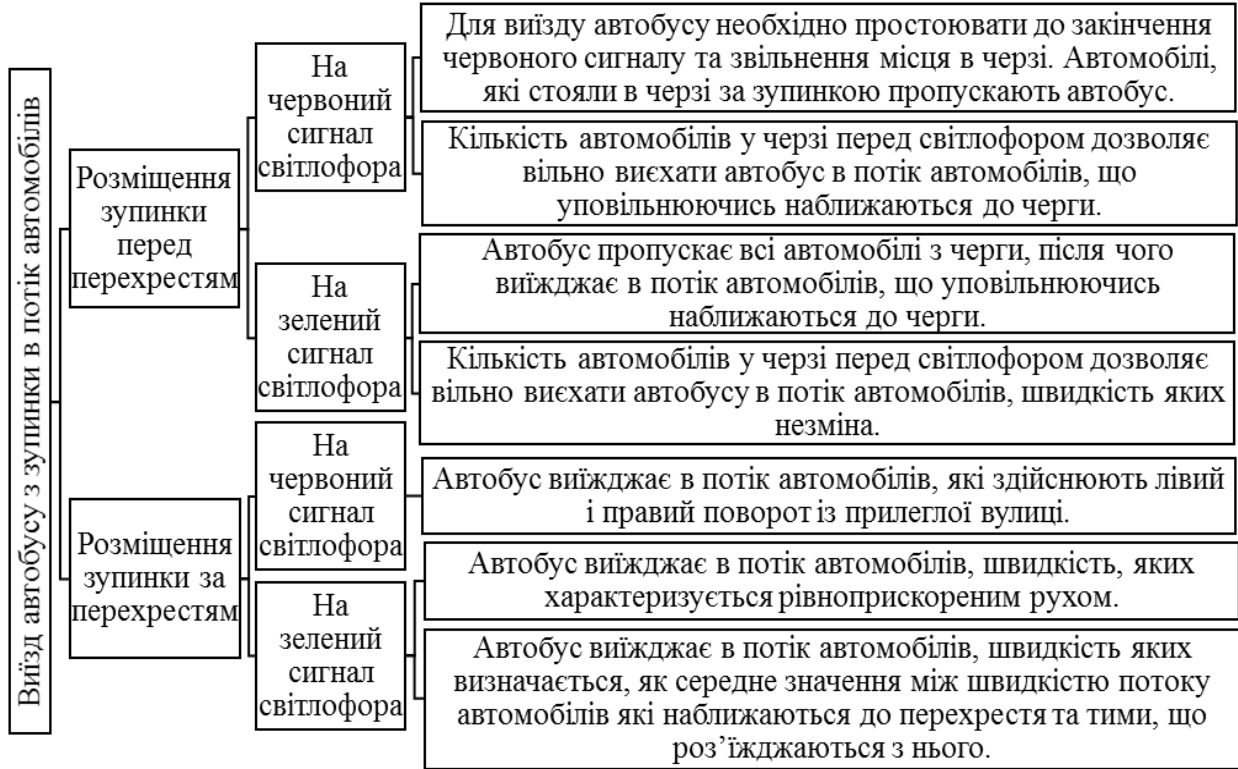 Виїзд автобусу з зупинки в потік автомобілів
Розміщення
зупинки
перед
перехрестям
На
червоний
сигнал
світлофора
Для виїзду автобусу необхідно простоювати до закінчення
червоного сигналу та звільнення місця в черзі. Автомобілі,
які стояли в черзі за зупинкою пропускають автобус.
Кількість автомобілів у черзі перед світлофором дозволяє
вільно виєхати автобус в потік автомобілів, що
уповільнюючись наближаються до черги.
На
зелений
сигнал
світлофора
Автобус пропускає всі автомобілі з черги, після чого
виїжджає в потік автомобілів, що уповільнюючись
наближаються до черги.
Кількість автомобілів у черзі перед світлофором дозволяє
вільно виєхати автобусу в потік автомобілів, швидкість яких
незміна.
Розміщення
зупинки за
перехрестям
На
червоний
сигнал
світлофора
Автобус виїжджає в потік автомобілів, які здійснюють лівий
і правий поворот із прилеглої вулиці.
На
зелений
сигнал
світлофора
Автобус виїжджає в потік автомобілів, швидкість, яких
характеризується рівноприскореним рухом.
Автобус виїжджає в потік автомобілів, швидкість яких
визначається, як середне значення між швидкістю потоку
автомобілів які наближаються до перехрестя та тими, що
роз’їжджаються з нього.